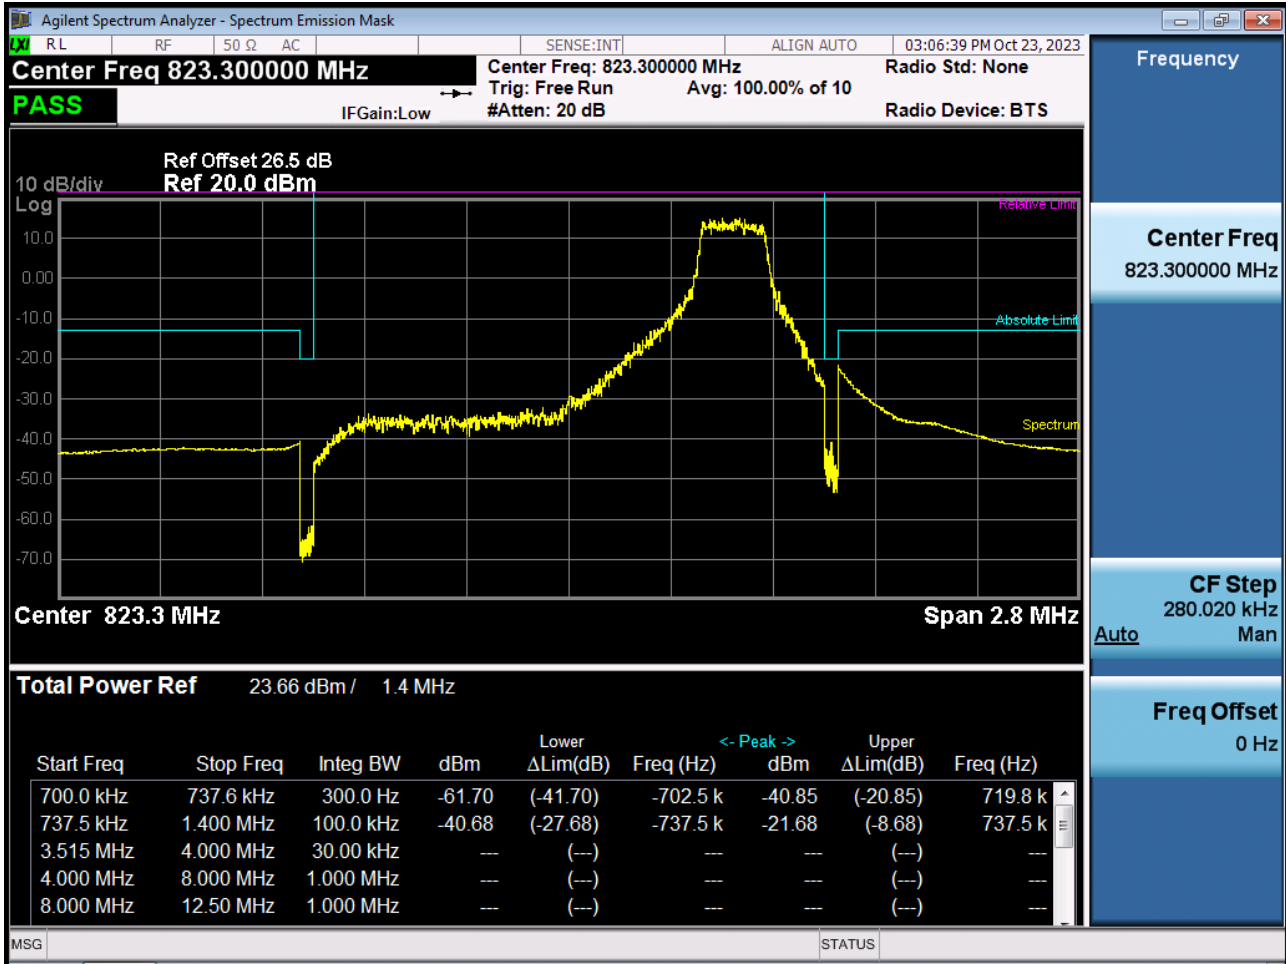 Agilent Spectrum Analyzer - Spectrum Emission Mask
LXI RL RF 50 Ω AC SENSE:INT ALIGN AUTO 03:06:39 PM Oct 23, 2023
Center Freq 823.300000 MHz
Center Freq: 823.300000 MHz Radio Std: None
Trig: Free Run Avg: 100.00% of 10
PASS
IFGain:Low #Atten: 20 dB Radio Device: BTS
Ref Offset 26.5 dB
10 dB/div Ref 20.0 dBm
Log
Relative Limit
10.0
0.00
-10.0
Absolute Limit
-20.0
-30.0
Spectrum
-40.0
-50.0
-60.0
-70.0
Center 823.3 MHz Span 2.8 MHz
Total Power Ref 23.66 dBm / 1.4 MHz
Lower <- Peak -> Upper
Start Freq Stop Freq Integ BW dBm ΔLim(dB) Freq (Hz) dBm ΔLim(dB) Freq (Hz)
700.0 kHz 737.6 kHz 300.0 Hz -61.70 (-41.70) -702.5 k -40.85 (-20.85) 719.8 k
737.5 kHz 1.400 MHz 100.0 kHz -40.68 (-27.68) -737.5 k -21.68 (-8.68) 737.5 k
3.515 MHz 4.000 MHz 30.00 kHz --- (---) --- --- (---) ---
4.000 MHz 8.000 MHz 1.000 MHz --- (---) --- --- (---) ---
8.000 MHz 12.50 MHz 1.000 MHz --- (---) --- --- (---) ---
MSG STATUS
Frequency
Center Freq
823.300000 MHz
CF Step
280.020 kHz
Auto Man
Freq Offset
0 Hz